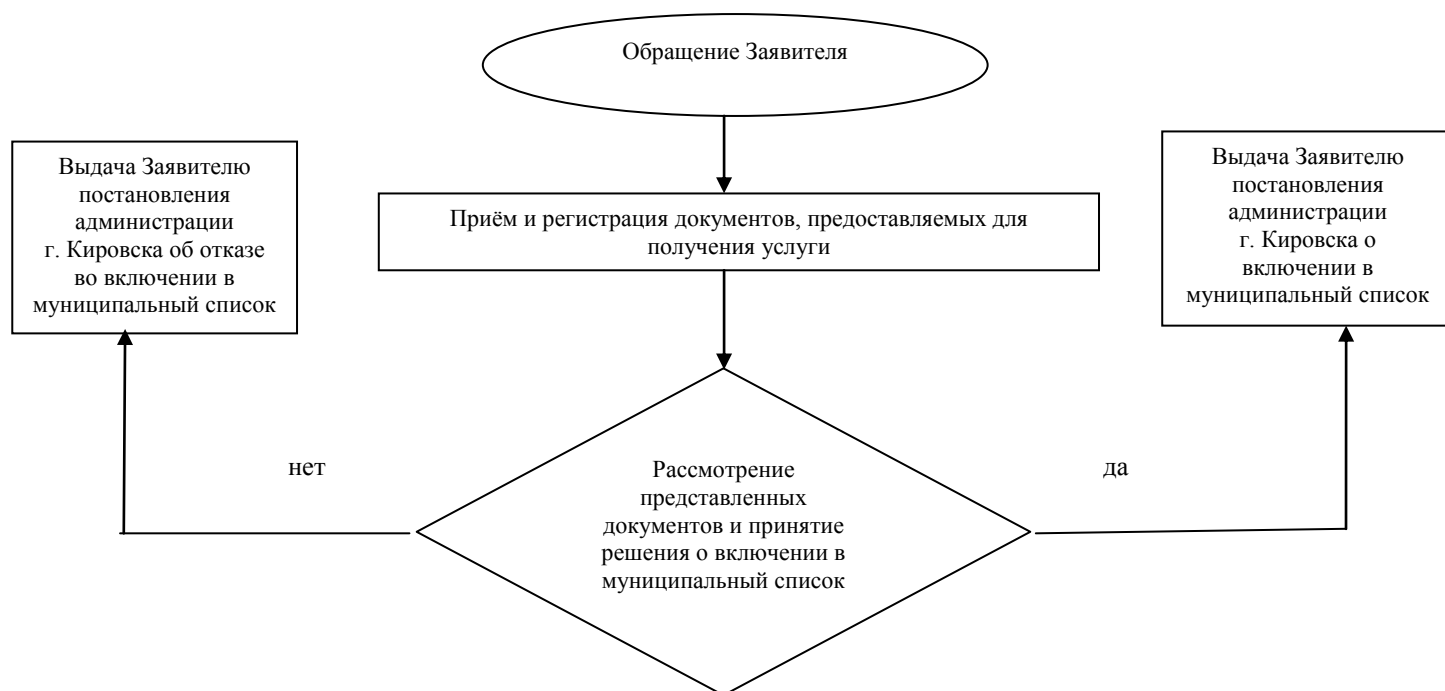 Обращение Заявителя
Выдача Заявителю
постановления
администрации
г. Кировска об отказе
во включении в
муниципальный список
Приём и регистрация документов, предоставляемых для
получения услуги
Выдача Заявителю
постановления
администрации
г. Кировска о
включении в
муниципальный список
нет
Рассмотрение
представленных
документов и принятие
решения о включении в
муниципальный список
да